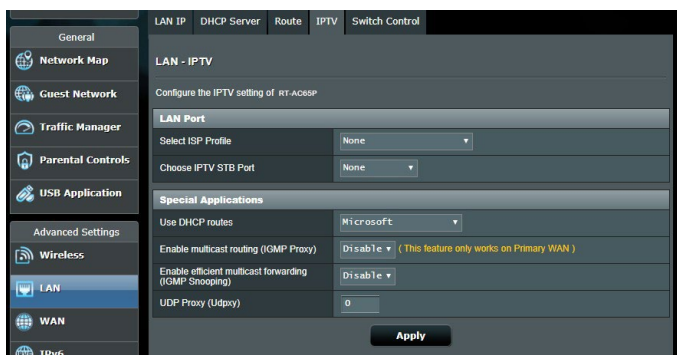 LAN IP DHCP Server Route IPTV Switch Control
General
Network Map
Guest Network
Traffic Manager
Parental Controls
USB Application
Advanced Settings
Wireless
LAN
WAN
IPv6
LAN - IPTV
Configure the IPTV setting of RT-AC65P
LAN Port
Select ISP Profile None
Choose IPTV STB Port None
Special Applications
Use DHCP routes Microsoft
Enable multicast routing (IGMP Proxy) Disable ( This feature only works on Primary WAN )
Enable efficient multicast forwarding
(IGMP Snooping) Disable
UDP Proxy (Udpxy) 0
Apply